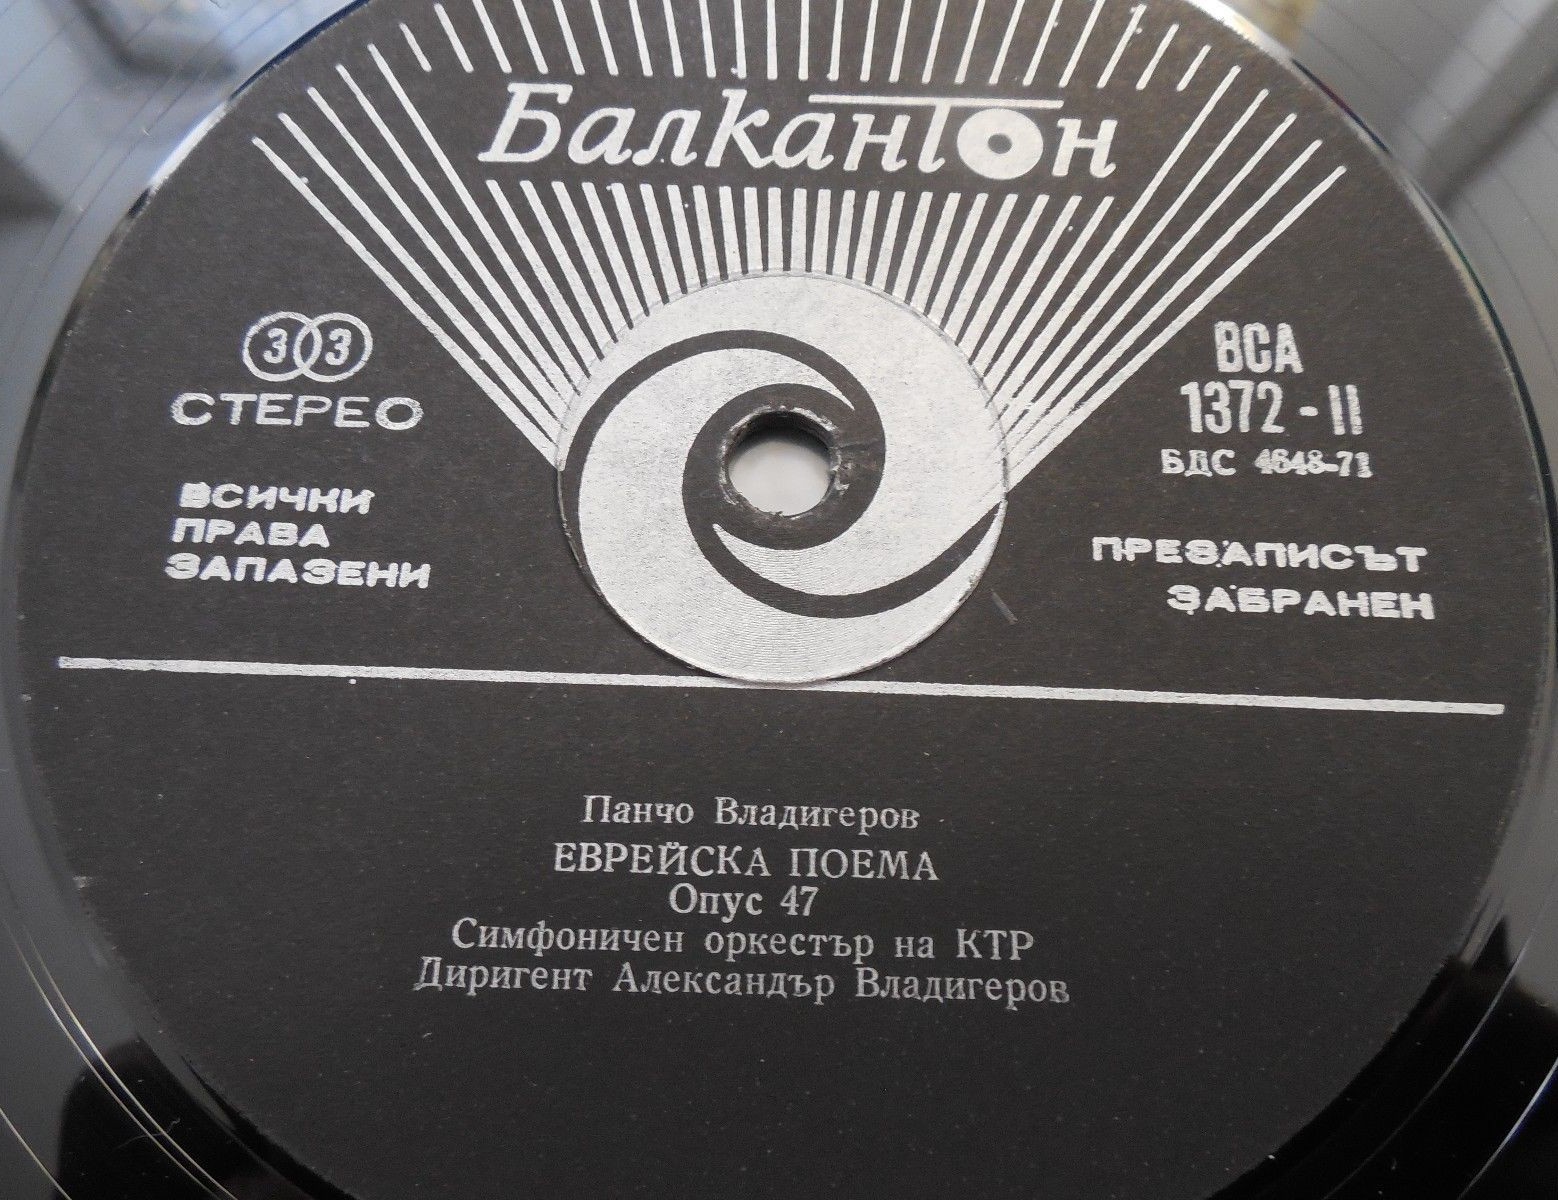 Балкантон
33
СТЕРЕО
ВСИЧКИ
ПРАВА
ЗАПАЗЕНИ
ВСА
1372 - II
БДС 4648-71
ПРЕЗАПИСЪТ
ЗАБРАНЕН
Панчо Владигеров
ЕВРЕЙСКА ПОЕМА
Опус 47
Симфоничен оркестър на КТР
Диригент Александър Владигеров